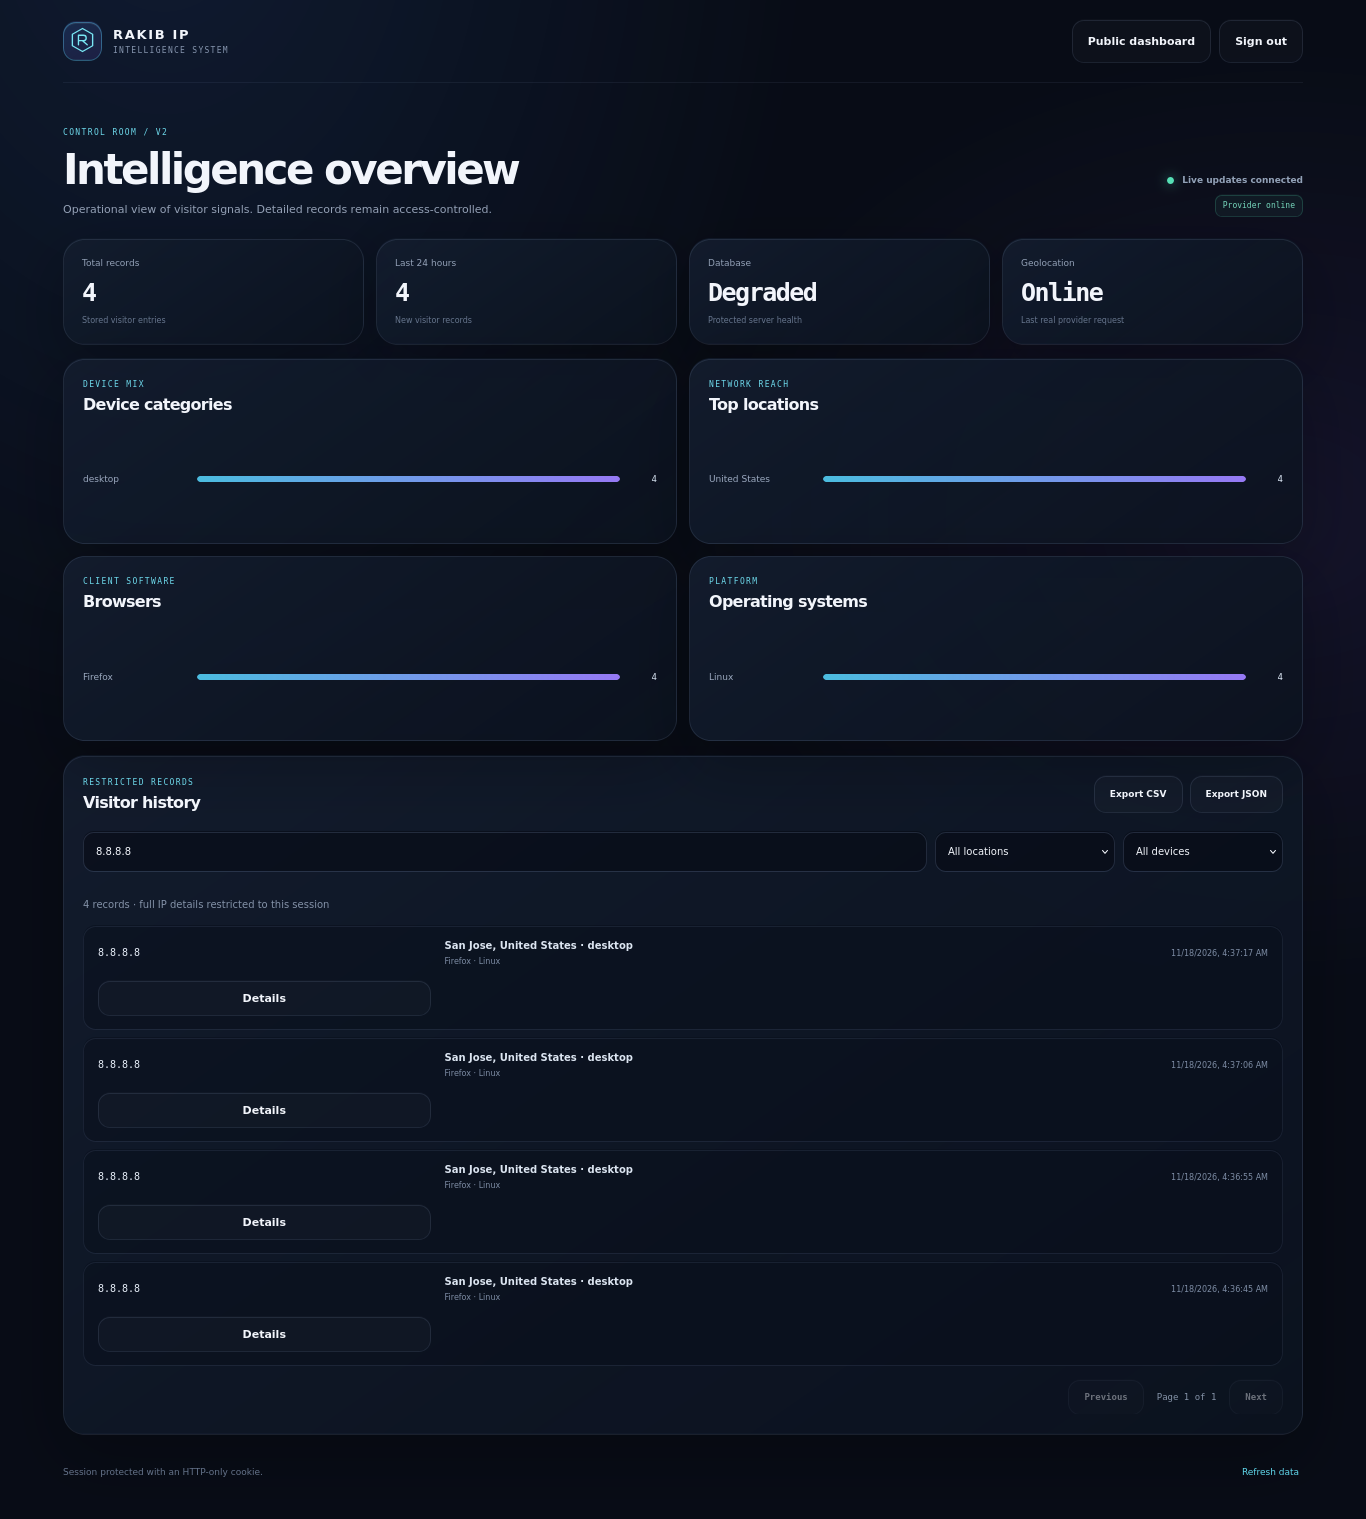 RAKIB IP
INTELLIGENCE SYSTEM
Public dashboard
Sign out
CONTROL ROOM / V2
Intelligence overview
Operational view of visitor signals. Detailed records remain access-controlled.
Live updates connected
Provider online
Total records
4
Stored visitor entries
Last 24 hours
4
New visitor records
Database
Degraded
Protected server health
Geolocation
Online
Last real provider request
DEVICE MIX
Device categories
desktop 4
NETWORK REACH
Top locations
United States 4
CLIENT SOFTWARE
Browsers
Firefox 4
PLATFORM
Operating systems
Linux 4
RESTRICTED RECORDS
Visitor history
Export CSV
Export JSON
8.8.8.8
All locations
All devices
4 records · full IP details restricted to this session
8.8.8.8
San Jose, United States · desktop
Firefox · Linux
11/18/2026, 4:37:17 AM
Details
8.8.8.8
San Jose, United States · desktop
Firefox · Linux
11/18/2026, 4:37:06 AM
Details
8.8.8.8
San Jose, United States · desktop
Firefox · Linux
11/18/2026, 4:36:55 AM
Details
8.8.8.8
San Jose, United States · desktop
Firefox · Linux
11/18/2026, 4:36:45 AM
Details
Previous
Page 1 of 1
Next
Session protected with an HTTP-only cookie.
Refresh data